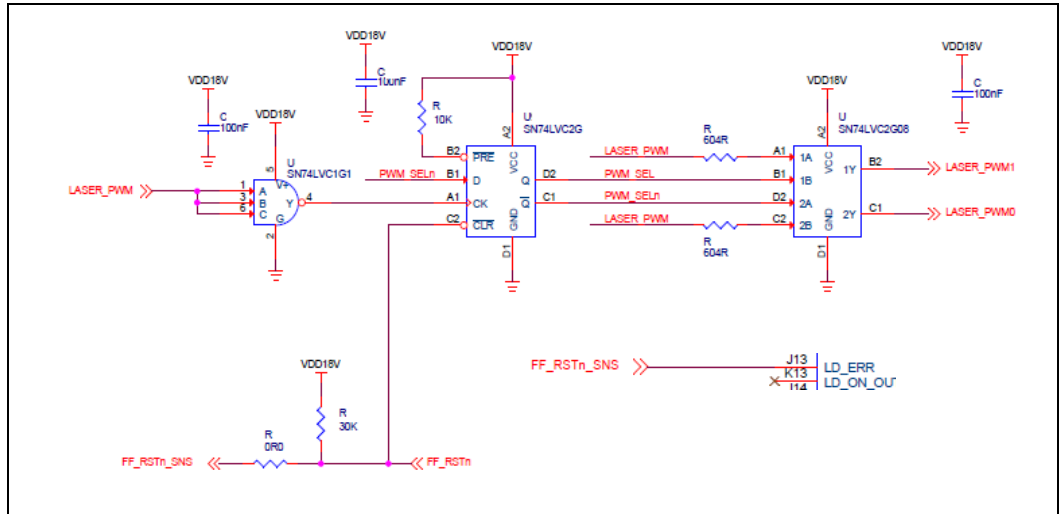 VDD18V
VDD18V
VDD18V
VDD18V
VDD18V
C
100nF
VDD18V
C
R
10K
A2
U
SN74LVC2G
A2
U
SN74LVC2G08
C
100nF
VDD18V
5
U
SN74LVC1G1
LASER_PWM
1
3
6
A
B
C
V+
Y
G
4
2
PWM_SELn
B2
B1
A1
C2
PRE
D
CK
CLR
VCC
GND
Q
Q
D2
C1
D1
LASER_PWM
PWM_SEL
PWM_SELn
LASER_PWM
R
604R
R
604R
A1
B1
D2
C2
1A
1B
2A
2B
VCC
GND
1Y
2Y
B2
C1
D1
LASER_PWM1
LASER_PWM0
VDD18V
R
30K
R
0R0
FF_RSTn_SNS
FF_RSTn
FF_RSTn_SNS
J13
K13
J14
LD_ERR
LD_ON_OUT